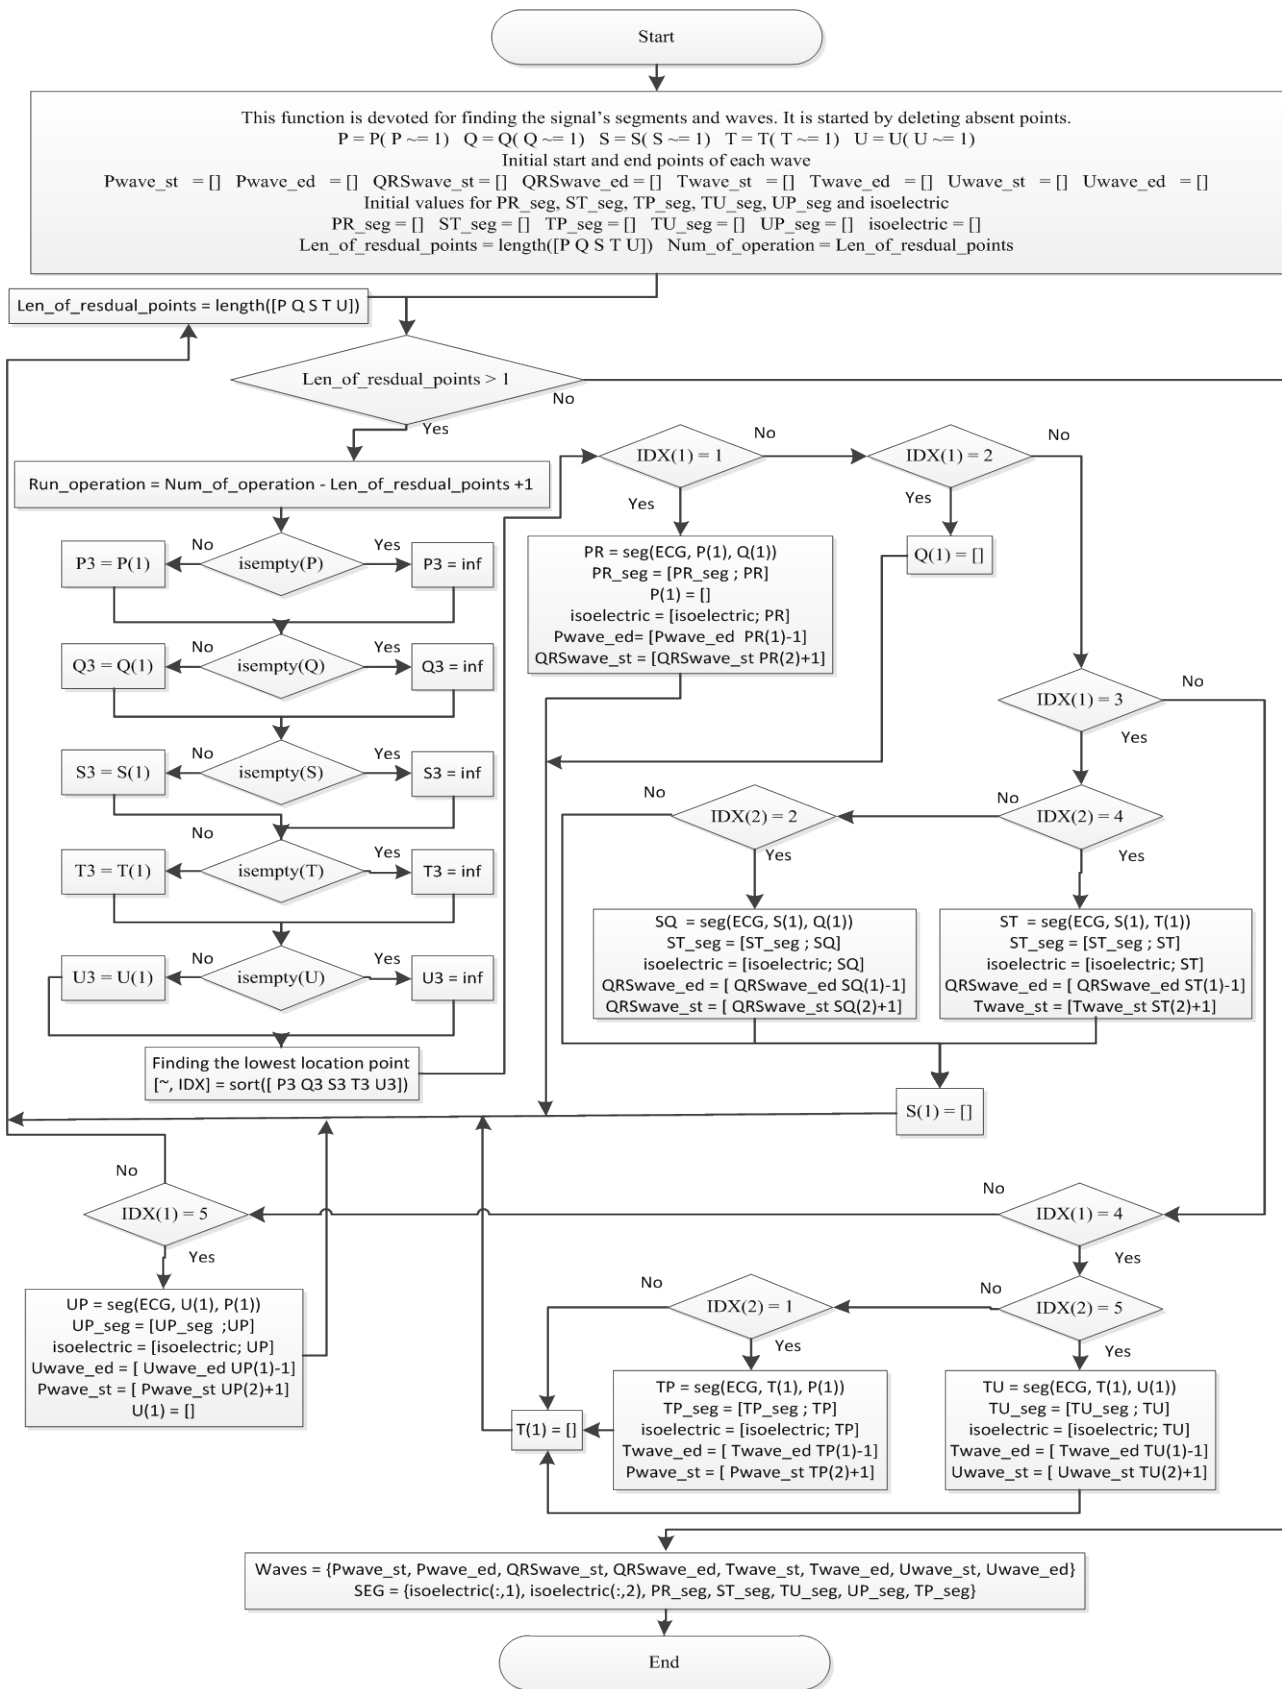 Start
This function is devoted for finding the signal's segments and waves. It is started by deleting absent points.
P = P( P ~= 1) Q = Q( Q ~= 1) S = S( S ~= 1) T = T( T ~= 1) U = U( U ~= 1)
Initial start and end points of each wave
Pwave_st = [] Pwave_ed = [] QRSwave_st = [] QRSwave_ed = [] Twave_st = [] Twave_ed = [] Uwave_st = [] Uwave_ed = []
Initial values for PR_seg, ST_seg, TP_seg, TU_seg, UP_seg and isoelectric
PR_seg = [] ST_seg = [] TP_seg = [] TU_seg = [] UP_seg = [] isoelectric = []
Len_of_resdual_points = length([P Q S T U]) Num_of_operation = Len_of_resdual_points
Len_of_resdual_points = length([P Q S T U])
Len_of_resdual_points > 1
No
Yes
Run_operation = Num_of_operation - Len_of_resdual_points +1
P3 = P(1)
No
isempty(P)
Yes
P3 = inf
Q3 = Q(1)
No
isempty(Q)
Yes
Q3 = inf
S3 = S(1)
No
isempty(S)
Yes
S3 = inf
T3 = T(1)
No
isempty(T)
Yes
T3 = inf
U3 = U(1)
No
isempty(U)
Yes
U3 = inf
Finding the lowest location point
[~, IDX] = sort([ P3 Q3 S3 T3 U3])
IDX(1) = 1
No
Yes
PR = seg(ECG, P(1), Q(1))
PR_seg = [PR_seg ; PR]
P(1) = []
isoelectric = [isoelectric; PR]
Pwave_ed= [Pwave_ed PR(1)-1]
QRSwave_st = [QRSwave_st PR(2)+1]
IDX(1) = 2
No
Yes
Q(1) = []
IDX(1) = 3
No
Yes
IDX(2) = 4
No
Yes
IDX(2) = 2
No
Yes
SQ = seg(ECG, S(1), Q(1))
ST_seg = [ST_seg ; SQ]
isoelectric = [isoelectric; SQ]
QRSwave_ed = [ QRSwave_ed SQ(1)-1]
QRSwave_st = [ QRSwave_st SQ(2)+1]
ST = seg(ECG, S(1), T(1))
ST_seg = [ST_seg ; ST]
isoelectric = [isoelectric; ST]
QRSwave_ed = [ QRSwave_ed ST(1)-1]
Twave_st = [Twave_st ST(2)+1]
S(1) = []
IDX(1) = 4
No
Yes
IDX(1) = 5
No
Yes
UP = seg(ECG, U(1), P(1))
UP_seg = [UP_seg ;UP]
isoelectric = [isoelectric; UP]
Uwave_ed = [ Uwave_ed UP(1)-1]
Pwave_st = [ Pwave_st UP(2)+1]
U(1) = []
IDX(2) = 5
No
Yes
IDX(2) = 1
No
Yes
T(1) = []
TP = seg(ECG, T(1), P(1))
TP_seg = [TP_seg ; TP]
isoelectric = [isoelectric; TP]
Twave_ed = [ Twave_ed TP(1)-1]
Pwave_st = [ Pwave_st TP(2)+1]
TU = seg(ECG, T(1), U(1))
TU_seg = [TU_seg ; TU]
isoelectric = [isoelectric; TU]
Twave_ed = [ Twave_ed TU(1)-1]
Uwave_st = [ Uwave_st TU(2)+1]
Waves = {Pwave_st, Pwave_ed, QRSwave_st, QRSwave_ed, Twave_st, Twave_ed, Uwave_st, Uwave_ed}
SEG = {isoelectric(:,1), isoelectric(:,2), PR_seg, ST_seg, TU_seg, UP_seg, TP_seg}
End